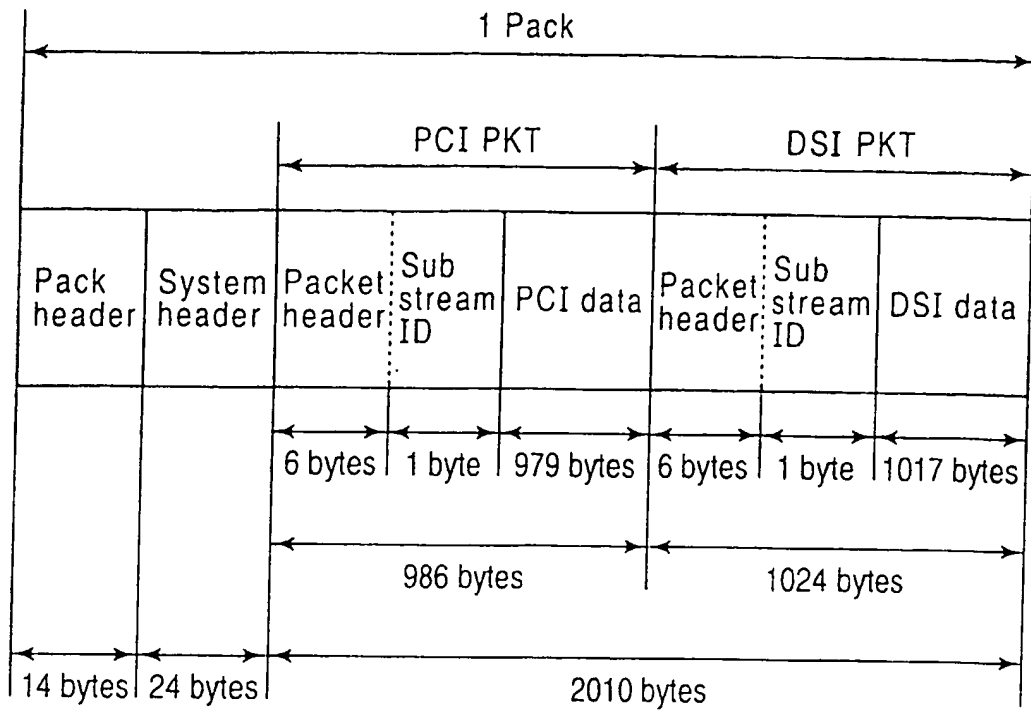 1 Pack
PCI PKT
DSI PKT
Pack
header
System
header
Packet
header
Sub
stream
ID
PCI data
Packet
header
Sub
stream
ID
DSI data
6 bytes
1 byte
979 bytes
6 bytes
1 byte
1017 bytes
986 bytes
1024 bytes
14 bytes
24 bytes
2010 bytes